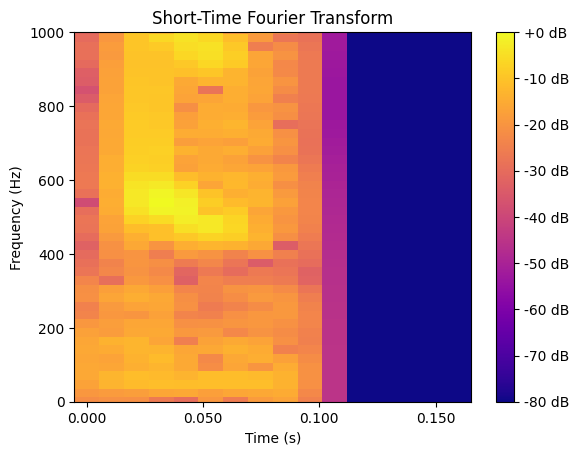 Short-Time Fourier Transform
1000
800
600
400
200
0
Frequency (Hz)
0.000
0.050
0.100
0.150
Time (s)
+0 dB
-10 dB
-20 dB
-30 dB
-40 dB
-50 dB
-60 dB
-70 dB
-80 dB